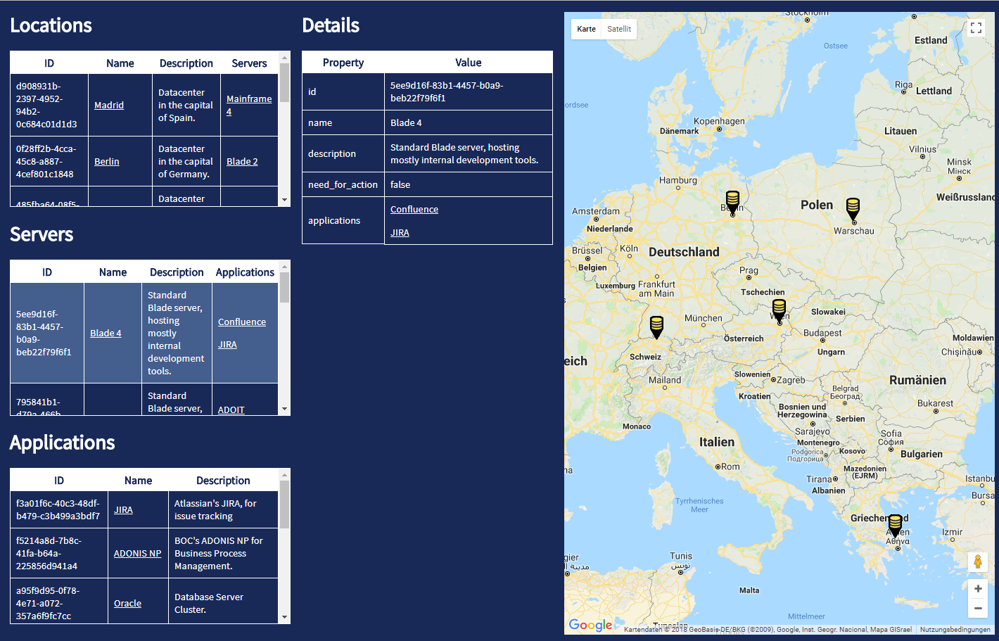 Locations
ID Name Description Servers
d908931b-
2397-4952-
94b2-
0c684c01d1d3
Madrid
Datacenter
in the capital
of Spain.
Mainframe
4
0f28ff2b-4cca-
45c8-a887-
4cef801c1848
Berlin
Datacenter
in the capital
of Germany.
Blade 2
485fba64-08f5-
Datacenter
Servers
ID Name Description Applications
5ee9d16f-
83b1-4457-
b0a9-
beb22f79f6f1
Blade 4
Standard
Blade server,
hosting
mostly
internal
development
tools.
Confluence
JIRA
795841b1-
d79a-466b-
Standard
Blade server,
ADOIT
Applications
ID Name Description
f3a01f6c-40c3-48df-
b479-c3b499a3bdf7
JIRA
Atlassian's JIRA, for
issue tracking
f5214a8d-7b8c-
41fa-b64a-
225856d941a4
ADONIS NP
BOC's ADONIS NP for
Business Process
Management.
a95f9d95-0f78-
4e71-a072-
357a6f9fc7cc
Oracle
Database Server
Cluster.
Details
Property Value
id
5ee9d16f-83b1-4457-b0a9-
beb22f79f6f1
name Blade 4
description
Standard Blade server, hosting
mostly internal development tools.
need_for_action false
applications
Confluence
JIRA
Karte Satellit
Stockholm
Ostsee
Estland
Riga
Lettland
ordsee
Kopenhagen
Dänemark
Litauen
Vilnius
Minsk
Мінск
Hamburg
Weißrussland
Berlin
Polen
Warschau
Amsterdam
Niederlande
Brüssel
Belgien
Köln
Deutschland
Prag
Tschechien
Luxemburg
Frankfurt
am Main
Slowakei
Wien
München
Österreich
Budapest
Ungarn
Moldawien
Chișinău
Schweiz
eich
Mailand
Slowenien
Zagreb
Kroatien
Rumänien
Belgrad
Београд
Bukarest
Bosnien und
Herzegowina
Serbien
Monaco
Sarajevo
Italien
Montenegro
Kosovo
Sofia
София
Bulgarien
Podgorica
Подгорица
Rom
Mazedonien
(EJRM)
Tirana
Albanien
Istanbu
Bursa
na
Tyrrhenisches
Meer
Griechenland
Athen
Αθήνα
Izmir
gier
Tunis
تونس
Malta
Mittelmeer
Tunesien
Google
Kartendaten © 2018 GeoBasis-DE/BKG (©2009), Google, Inst. Geogr. Nacional, Mapa GISrael Nutzungsbedingungen